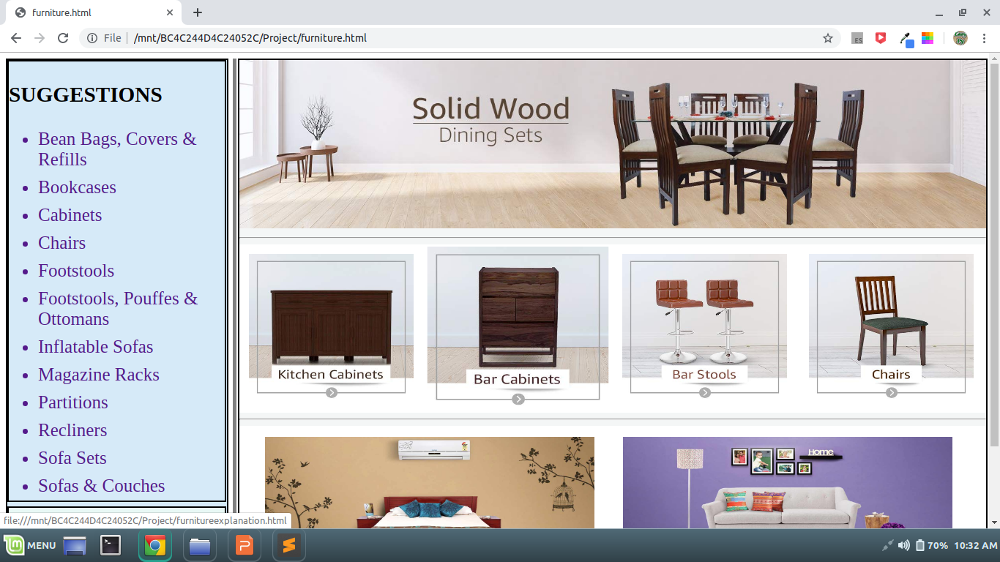 furniture.html
File
/mnt/BC4C244D4C24052C/Project/furniture.html
ES
SUGGESTIONS
Bean Bags, Covers &
Refills
Bookcases
Cabinets
Chairs
Footstools
Footstools, Pouffes &
Ottomans
Inflatable Sofas
Magazine Racks
Partitions
Recliners
Sofa Sets
Sofas & Couches
Solid Wood
Dining Sets
Kitchen Cabinets
Bar Cabinets
Bar Stools
Chairs
Home
file:///mnt/BC4C244D4C24052C/Project/furnitureexplanation.html
MENU
70%
10:32 AM